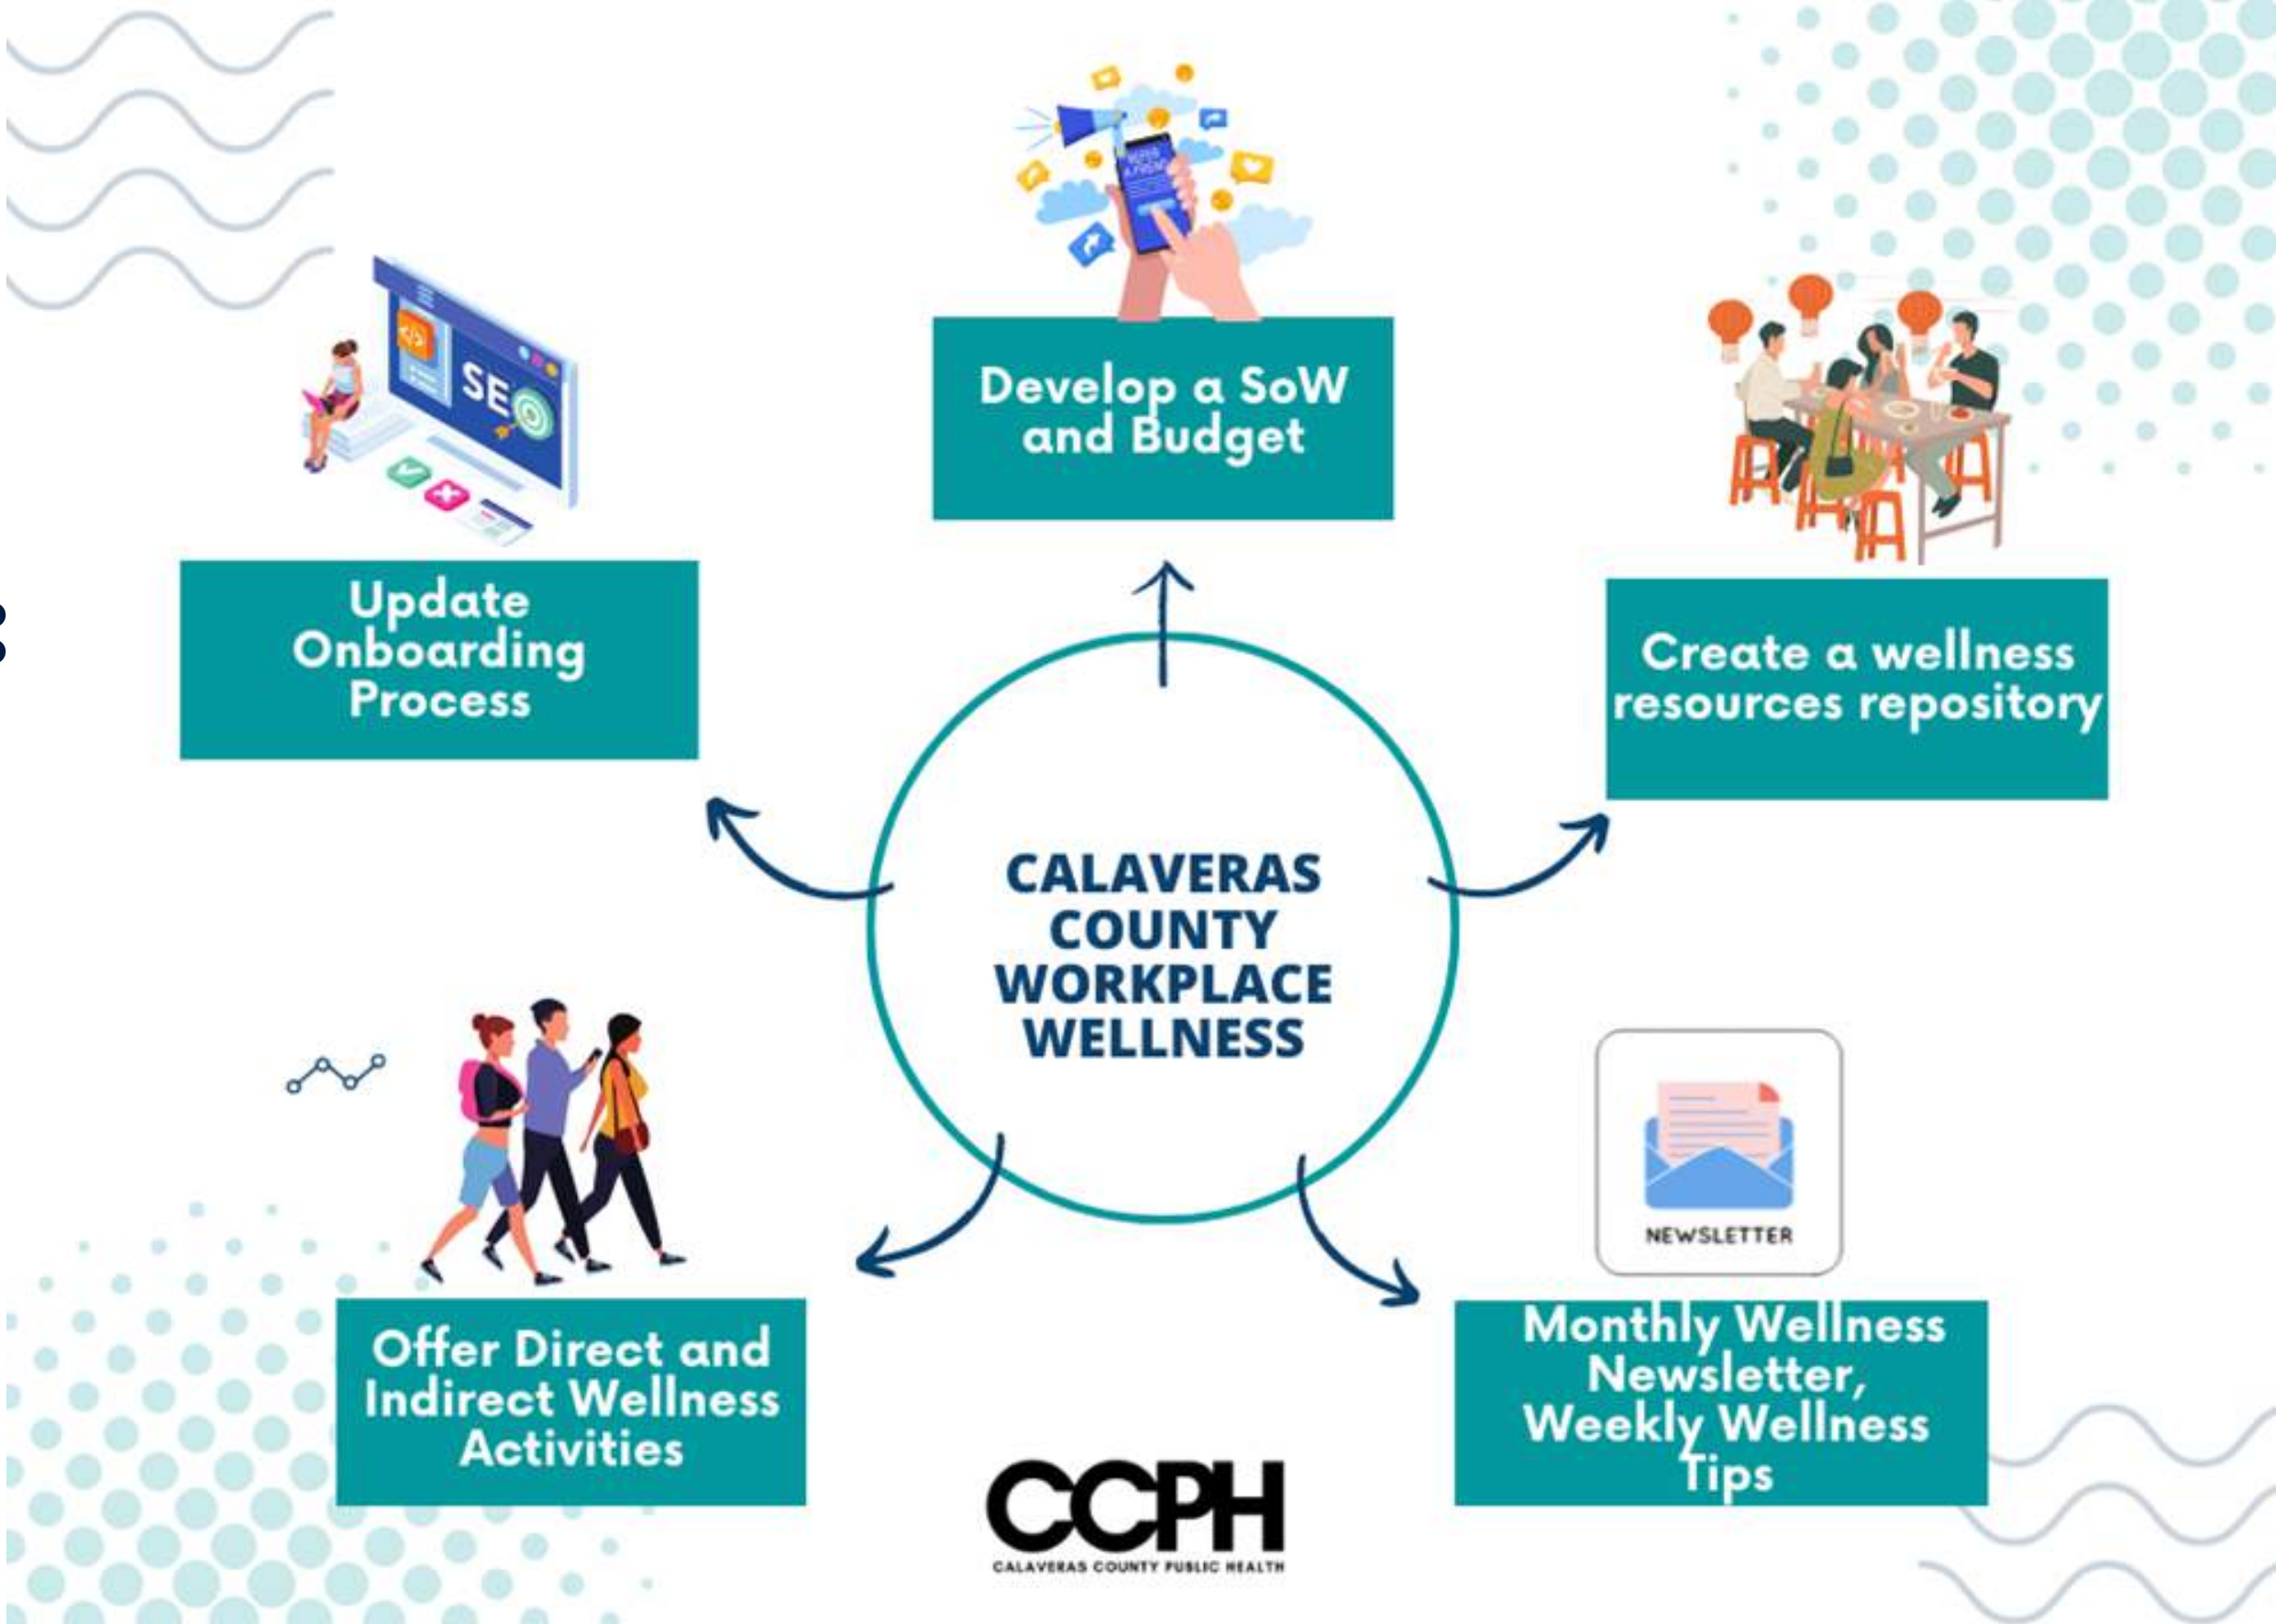 Develop a SoW
and Budget
SEO
Update
Onboarding
Process
Create a wellness
resources repository
CALAVERAS
COUNTY
WORKPLACE
WELLNESS
NEWSLETTER
Offer Direct and
Indirect Wellness
Activities
Monthly Wellness
Newsletter,
Weekly Wellness
Tips
CCPH
CALAVERAS COUNTY PUBLIC HEALTH